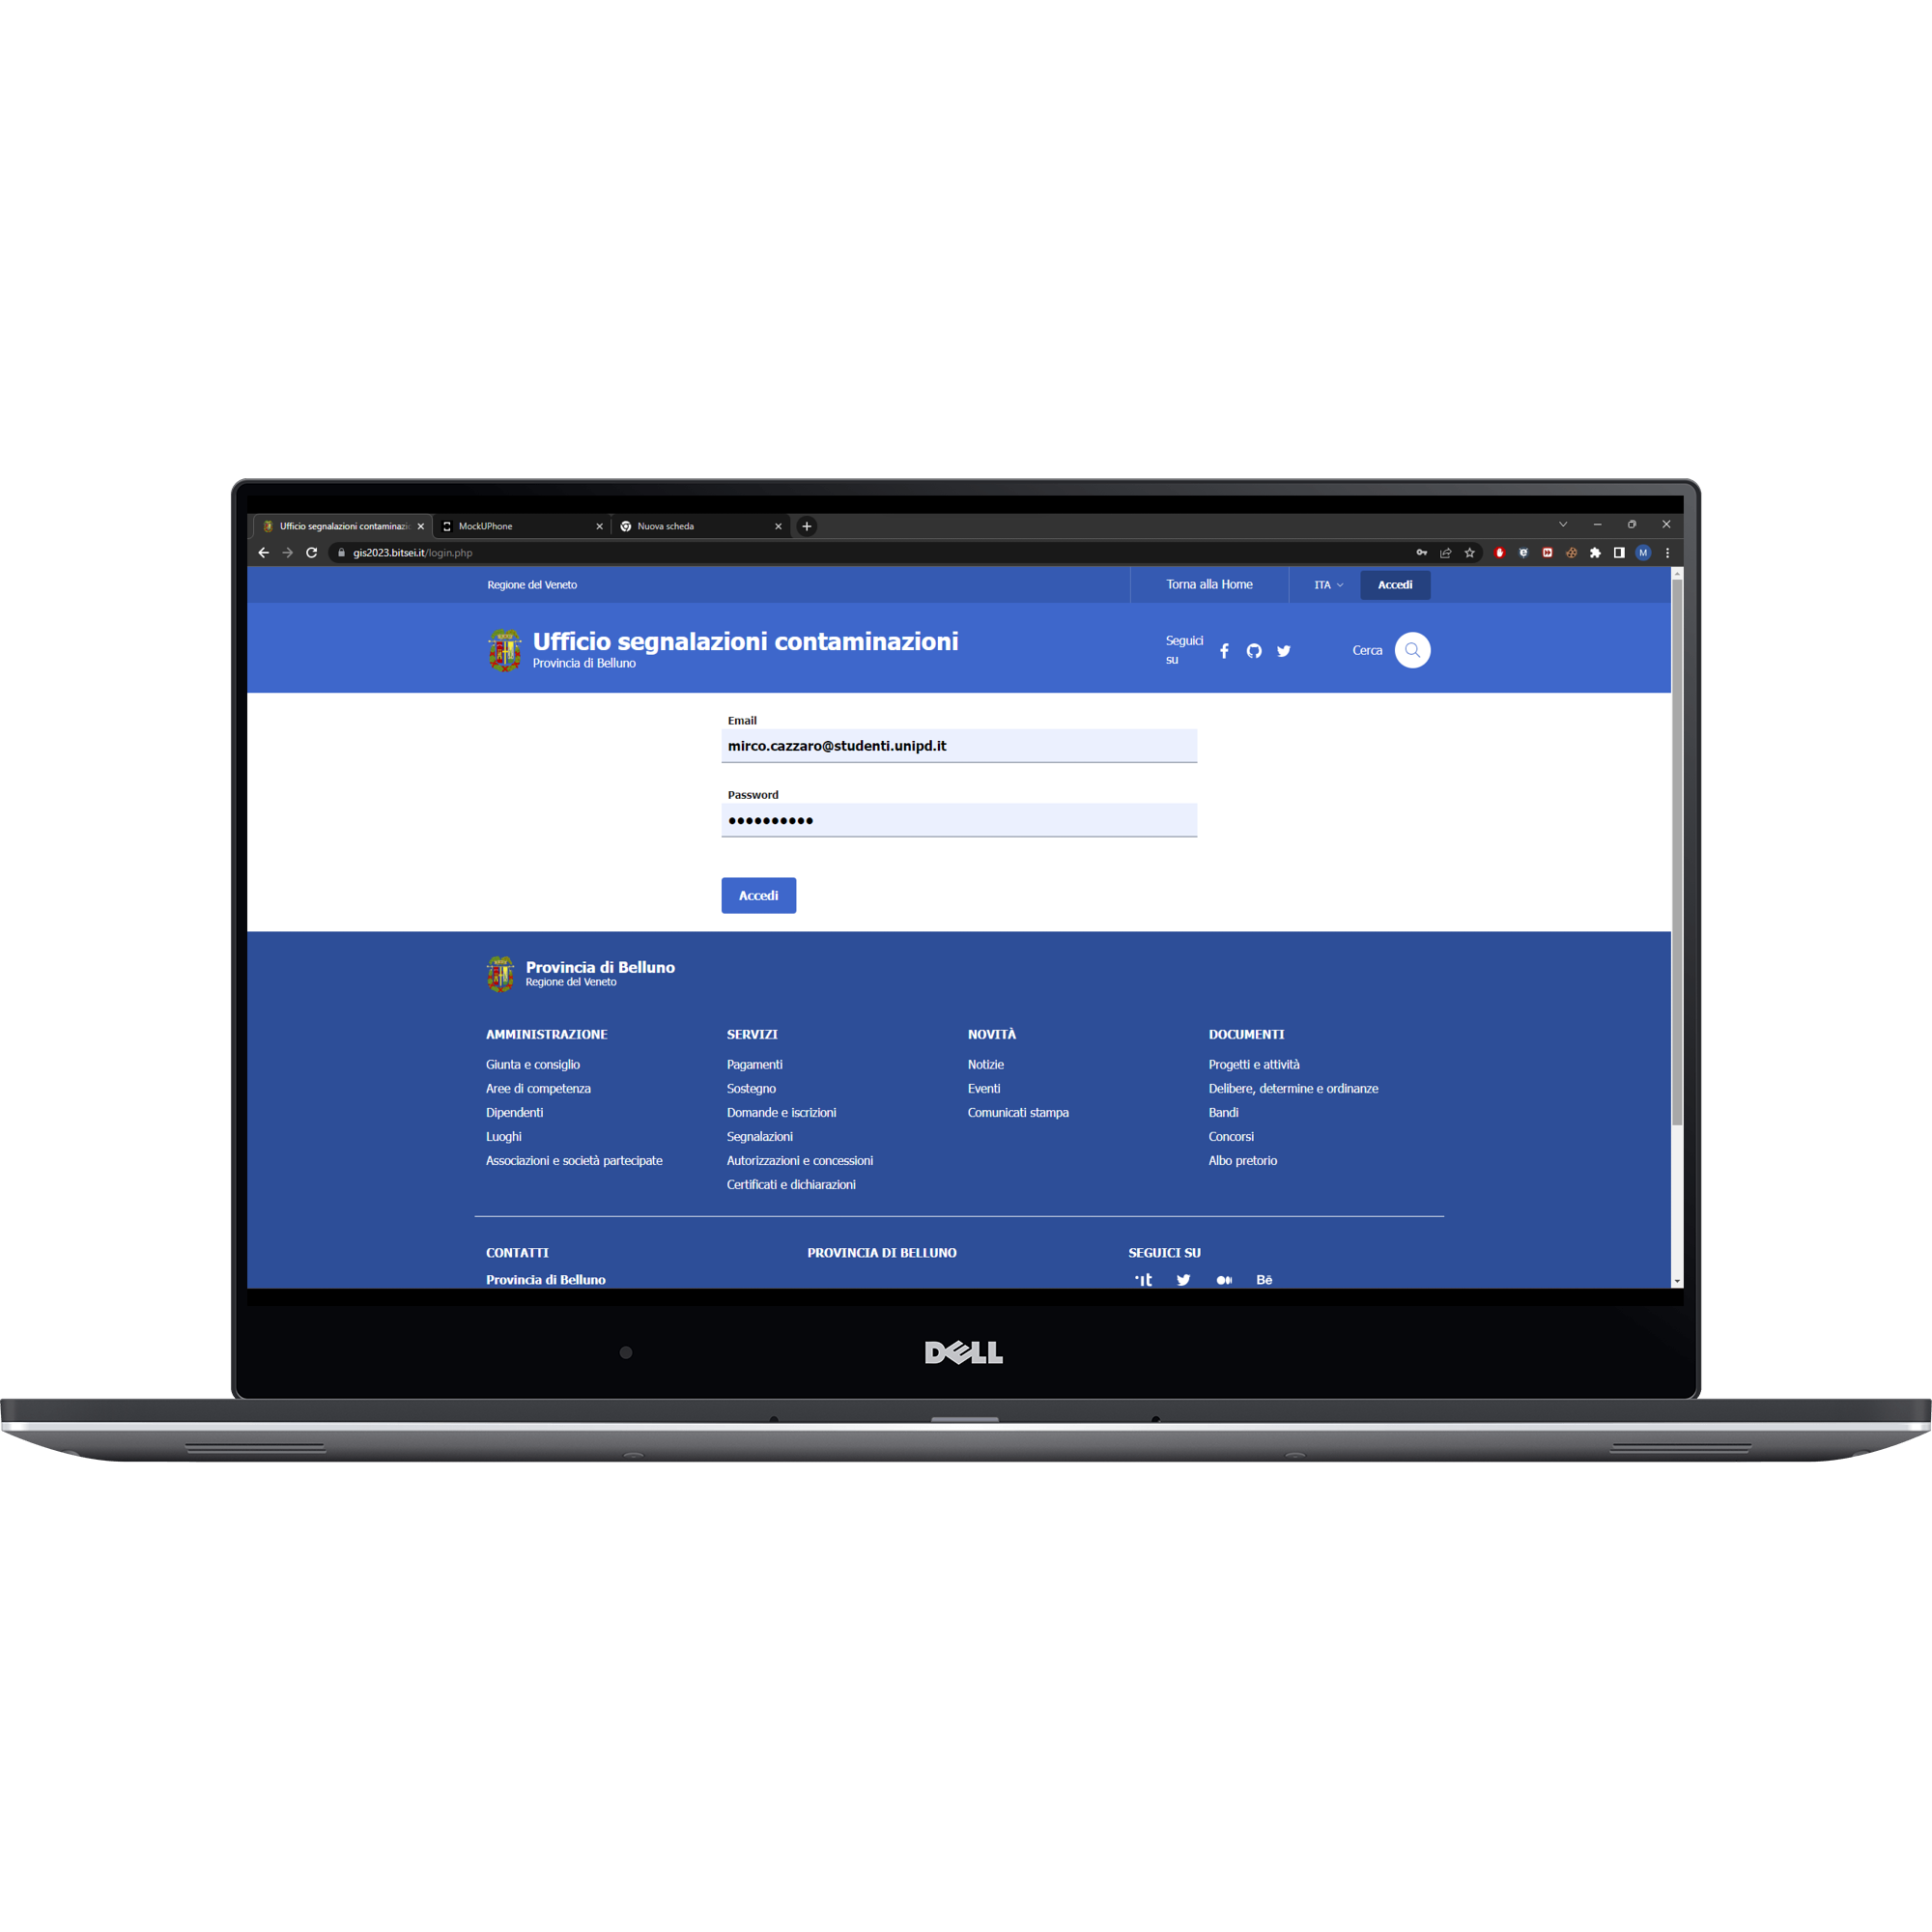 Ufficio segnalazioni contaminazio
MockUPhone
Nuova scheda
gis2023.bitsei.it/login.php
M
Regione del Veneto
Torna alla Home
ITA
Accedi
Ufficio segnalazioni contaminazioni
Provincia di Belluno
Seguici
su
Cerca
Email
mirco.cazzaro@studenti.unipd.it
Password
••••••••••
Accedi
Provincia di Belluno
Regione del Veneto
AMMINISTRAZIONE
Giunta e consiglio
Aree di competenza
Dipendenti
Luoghi
Associazioni e società partecipate
SERVIZI
Pagamenti
Sostegno
Domande e iscrizioni
Segnalazioni
Autorizzazioni e concessioni
Certificati e dichiarazioni
NOVITÀ
Notizie
Eventi
Comunicati stampa
DOCUMENTI
Progetti e attività
Delibere, determine e ordinanze
Bandi
Concorsi
Albo pretorio
CONTATTI
Provincia di Belluno
PROVINCIA DI BELLUNO
SEGUICI SU
it
Bē
DELL